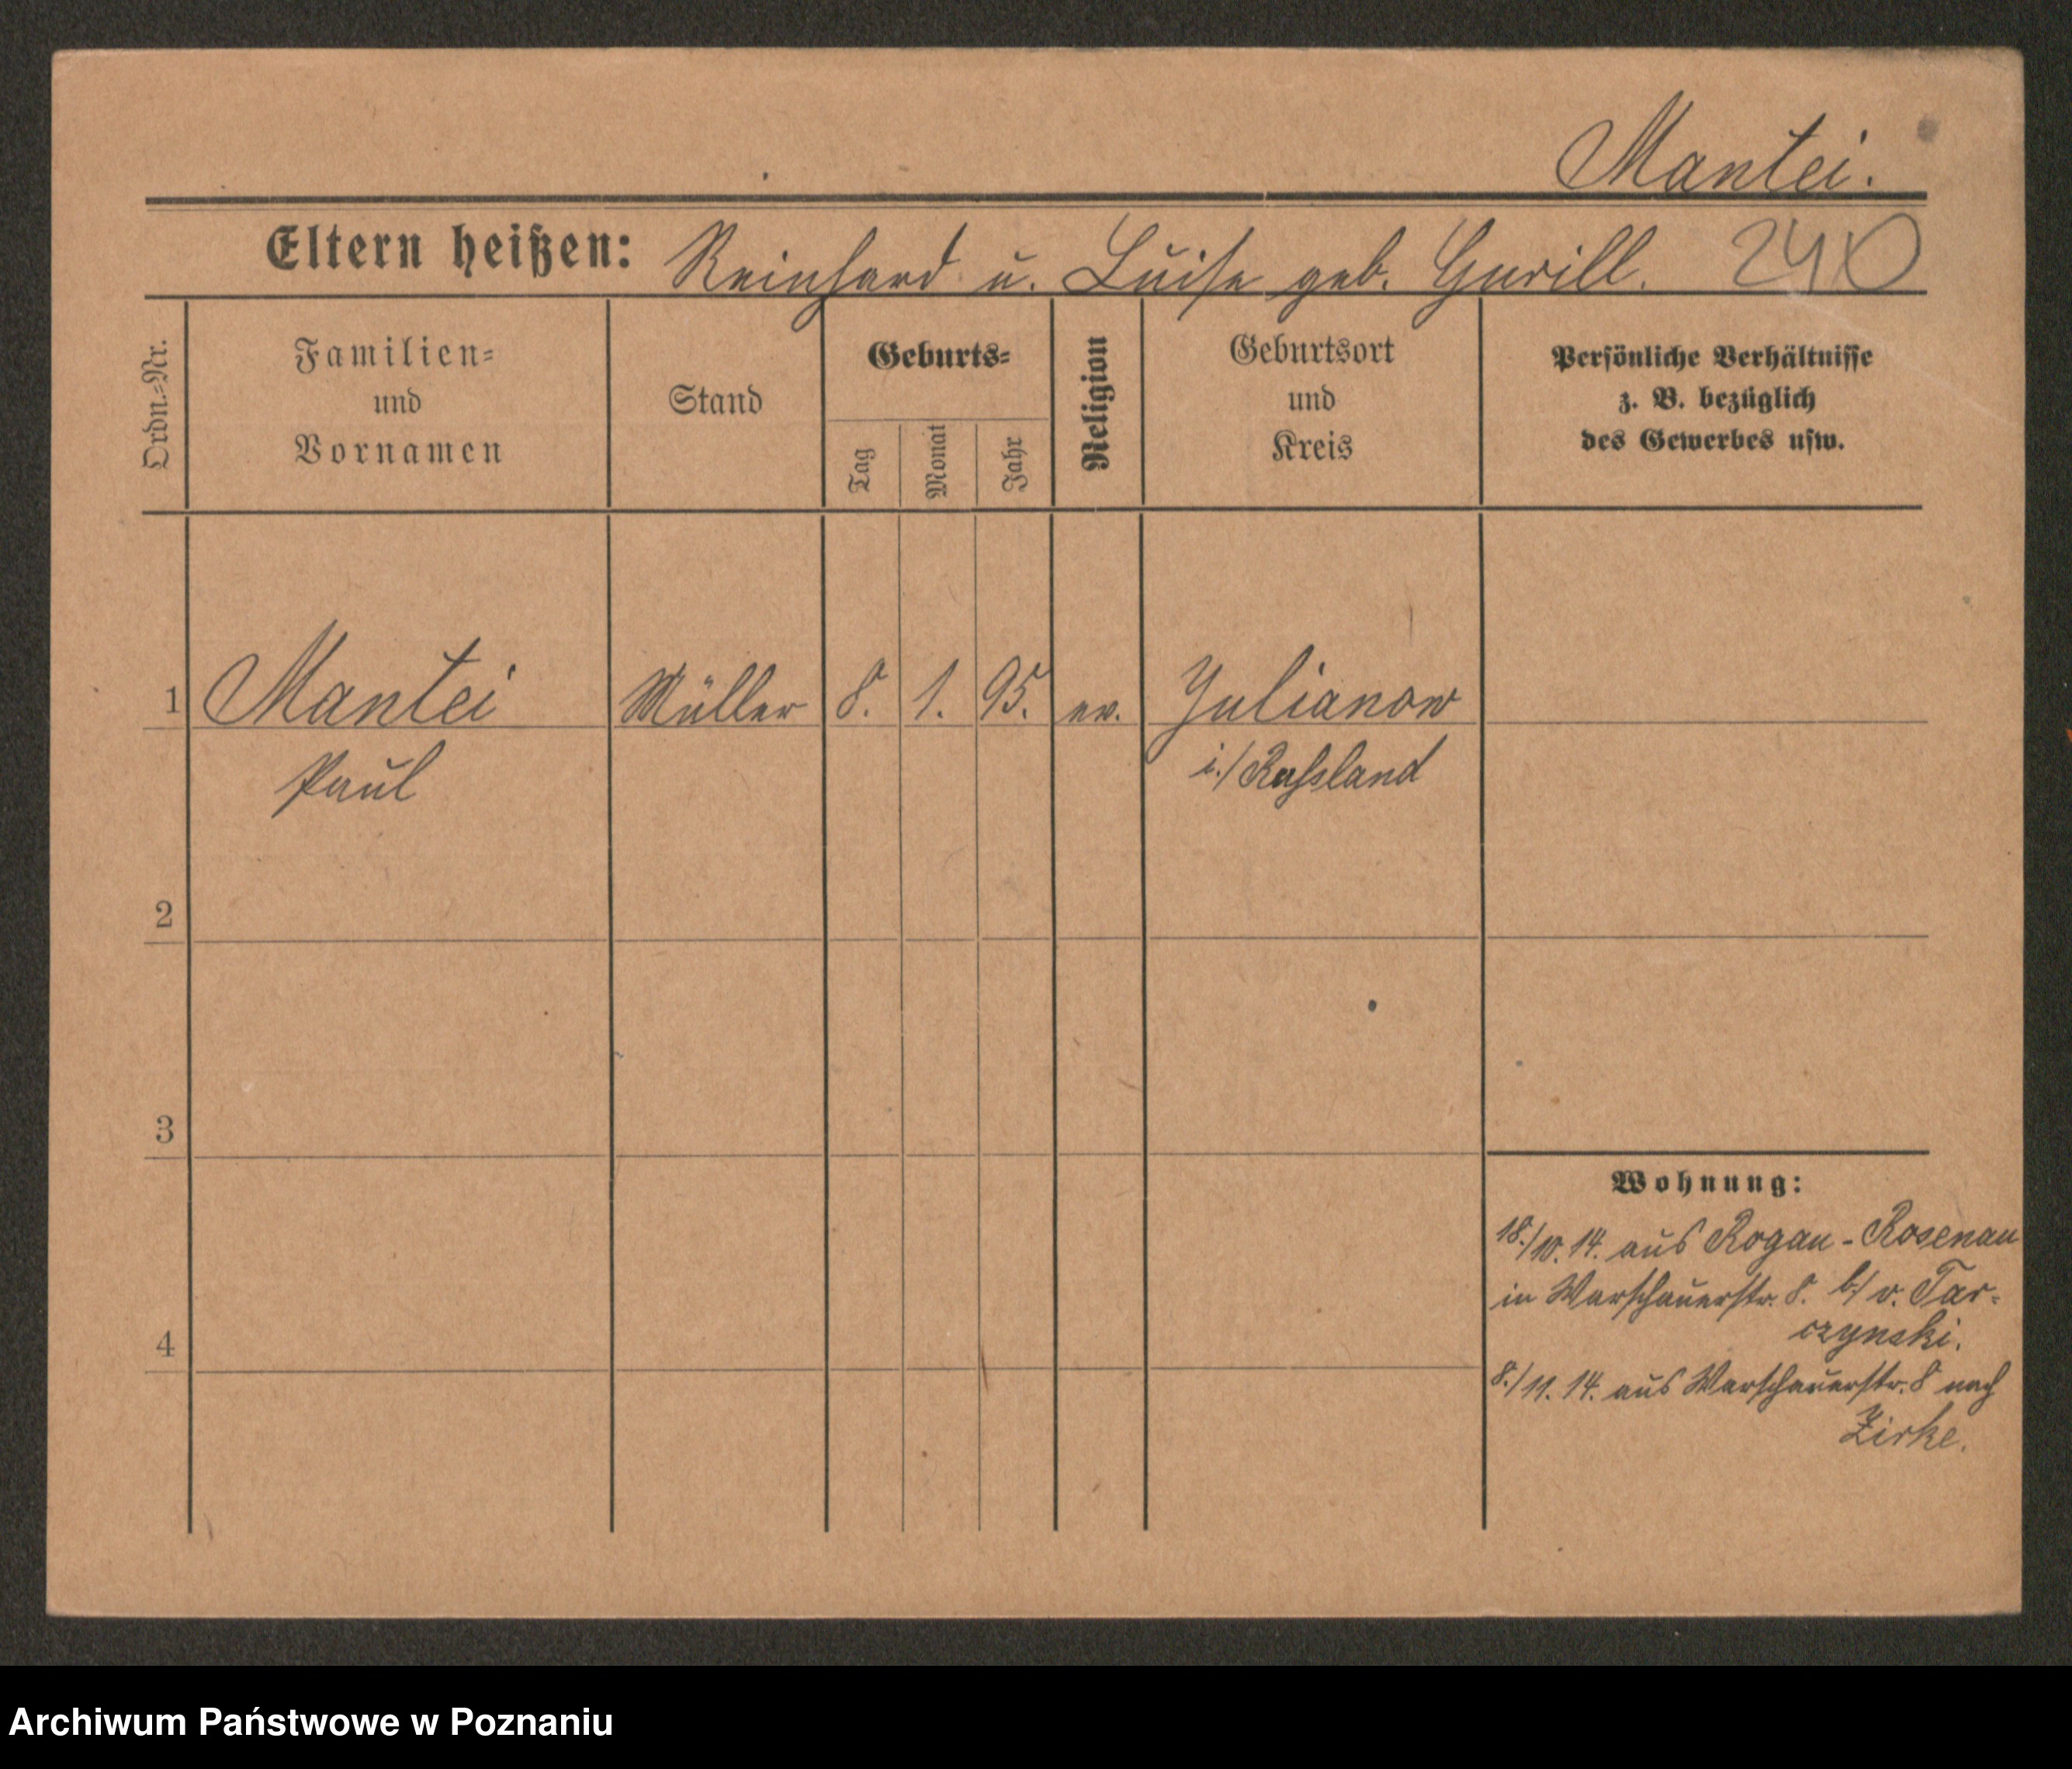 Mantei.
Eltern heißen: Reinhard u. Luise geb. 240
Ordn.=Nr.
Familien=
und
Vornamen
Stand
Geburts=
Tag
Monat
Jahr
Religion
Geburtsort
und
Kreis
Persönliche Verhältnisse
z. B. bezüglich
des Gewerbes usw.
1 Mantei Müller 8. 1. 95. ev. Julianow
Paul i./Russland
2
3
4
Wohnung:
18./10. 14. aus Rogau - Rosenau
in Warschauerstr. 8. b/ v. Tar-
czynski.
8./11. 14. aus Warschauerstr. 8 nach
Zirke.
Archiwum Państwowe w Poznaniu